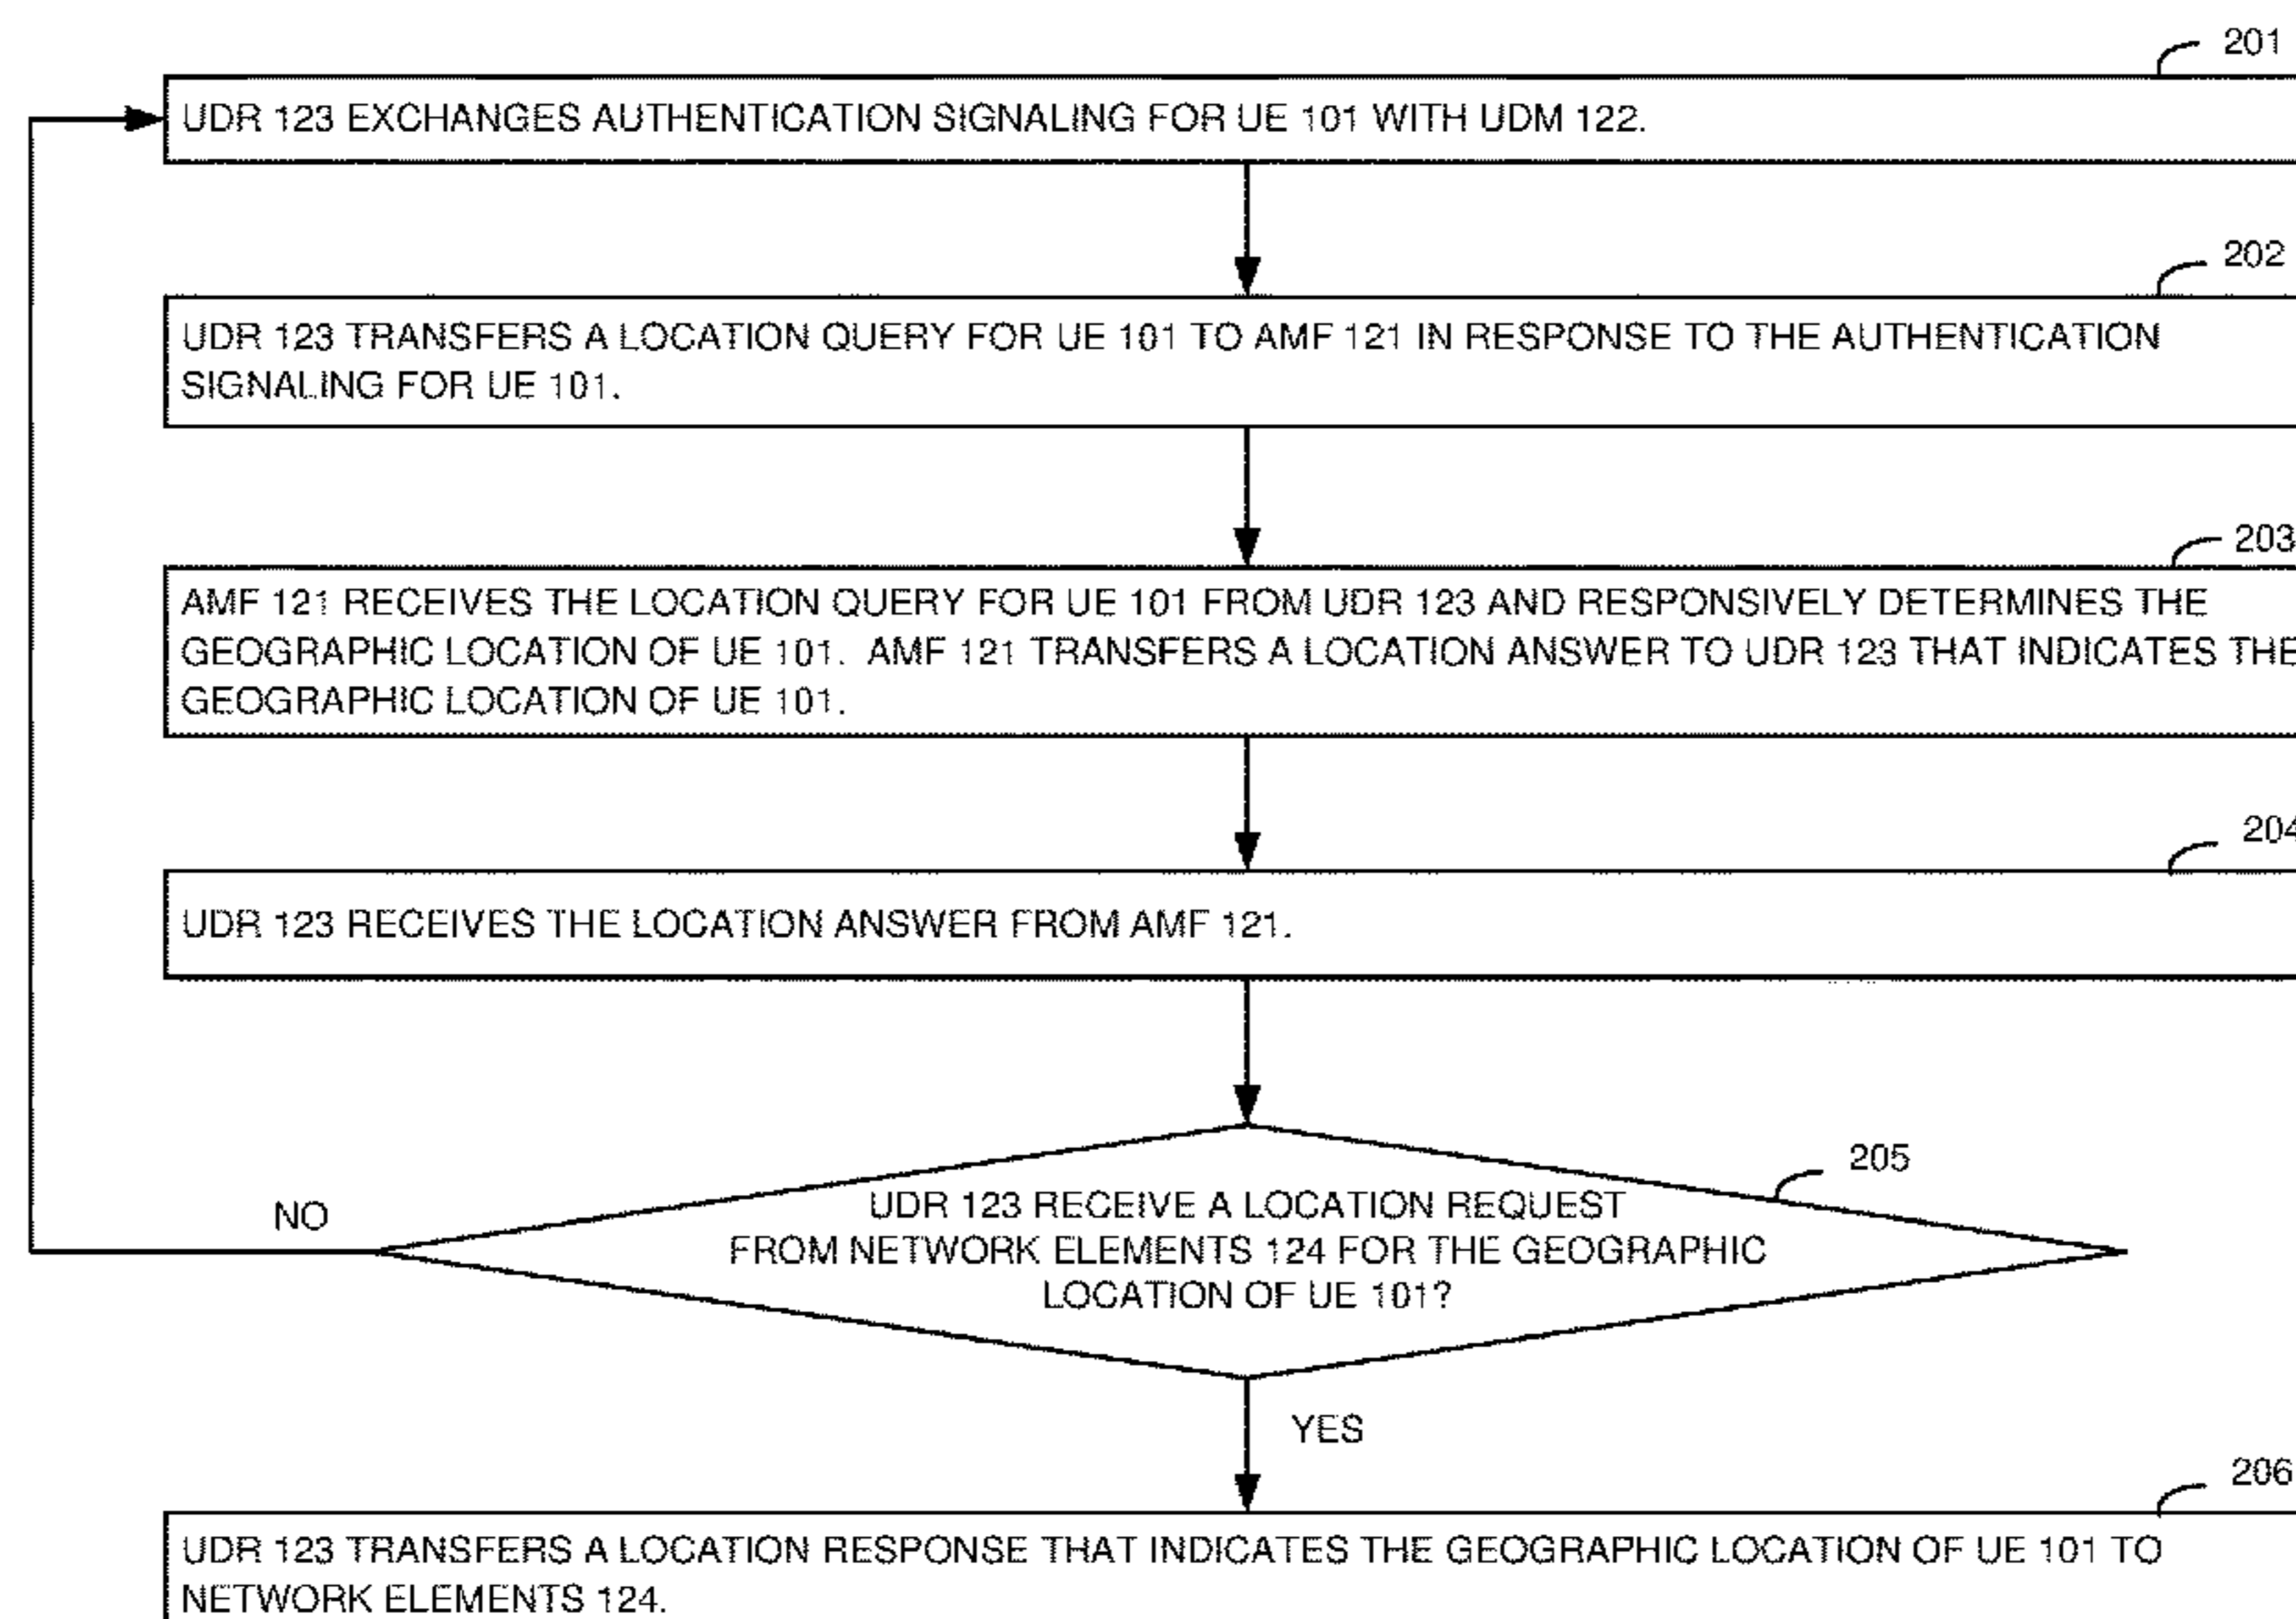 201
UDR 123 EXCHANGES AUTHENTICATION SIGNALING FOR UE 101 WITH UDM 122.
202
UDR 123 TRANSFERS A LOCATION QUERY FOR UE 101 TO AMF 121 IN RESPONSE TO THE AUTHENTICATION
SIGNALING FOR UE 101.
203
AMF 121 RECEIVES THE LOCATION QUERY FOR UE 101 FROM UDR 123 AND RESPONSIVELY DETERMINES THE
GEOGRAPHIC LOCATION OF UE 101. AMF 121 TRANSFERS A LOCATION ANSWER TO UDR 123 THAT INDICATES THE
GEOGRAPHIC LOCATION OF UE 101.
204
UDR 123 RECEIVES THE LOCATION ANSWER FROM AMF 121.
205
UDR 123 RECEIVE A LOCATION REQUEST
FROM NETWORK ELEMENTS 124 FOR THE GEOGRAPHIC
LOCATION OF UE 101?
NO
YES
206
UDR 123 TRANSFERS A LOCATION RESPONSE THAT INDICATES THE GEOGRAPHIC LOCATION OF UE 101 TO
NETWORK ELEMENTS 124.